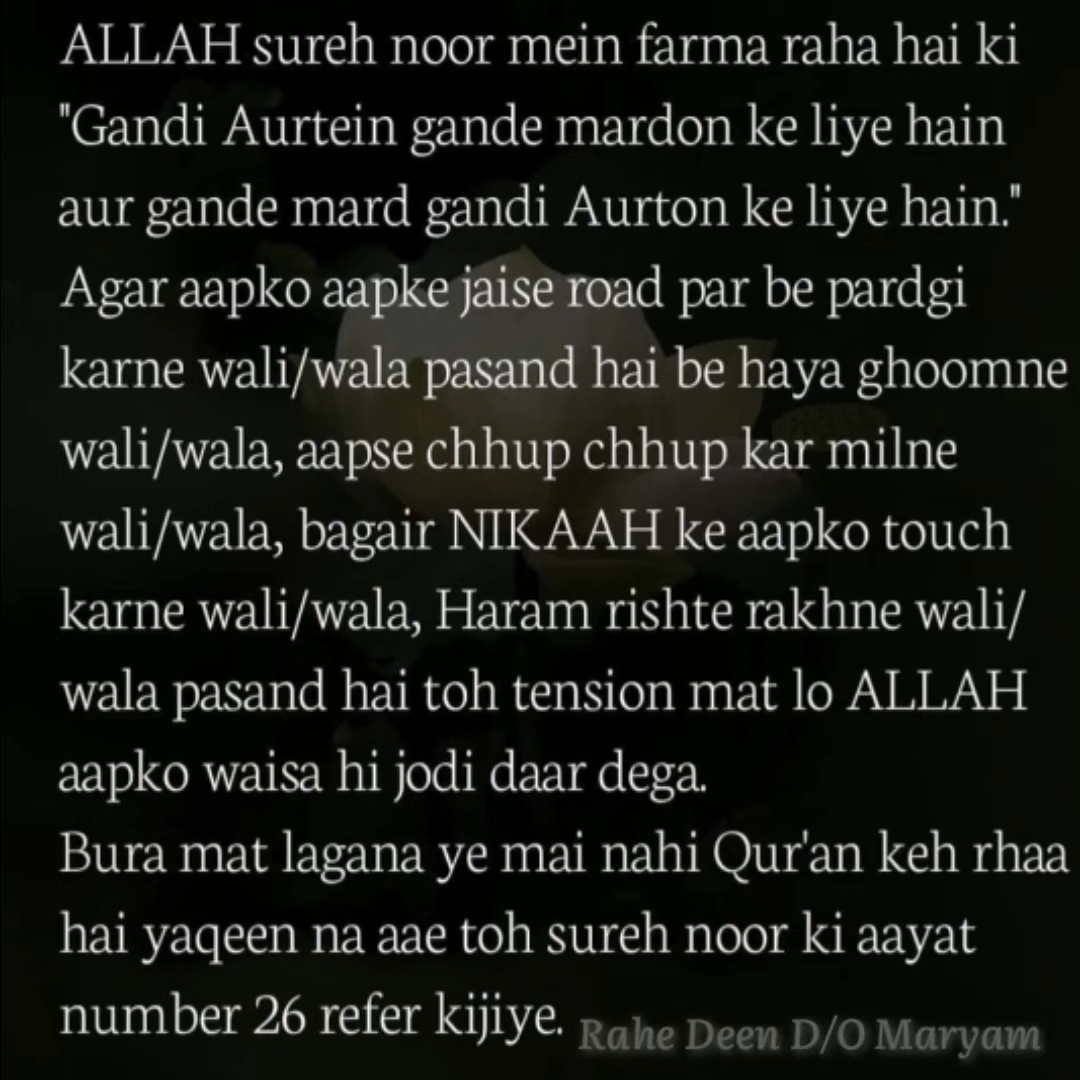 ALLAH sureh noor mein farma raha hai ki
"Gandi Aurtein gande mardon ke liye hain
aur gande mard gandi Aurton ke liye hain."
Agar aapko aapke jaise road par be pardgi
karne wali/wala pasand hai be haya ghoomne
wali/wala, aapse chhup chhup kar milne
wali/wala, bagair NIKAAH ke aapko touch
karne wali/wala, Haram rishte rakhne wali/
wala pasand hai toh tension mat lo ALLAH
aapko waisa hi jodi daar dega.
Bura mat lagana ye mai nahi Qur'an keh rhaa
hai yaqeen na aae toh sureh noor ki aayat
number 26 refer kijiye.
Rahe Deen D/O Maryam